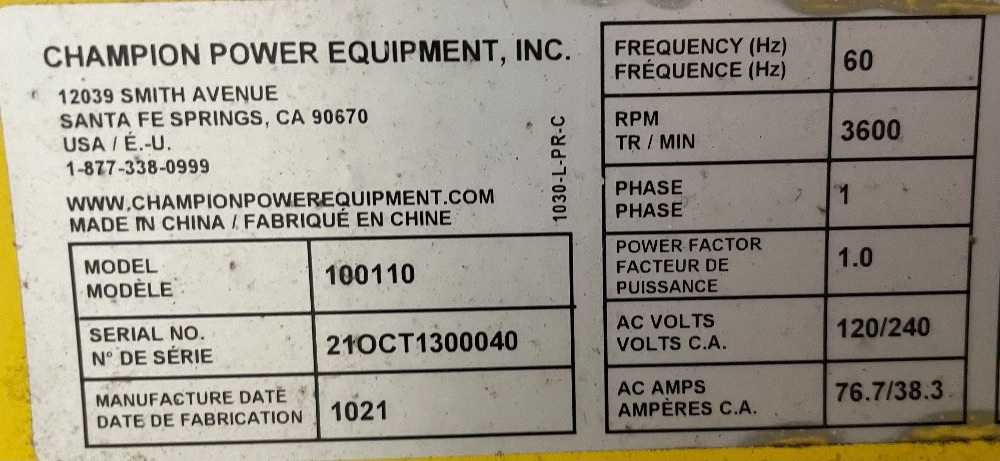 CHAMPION POWER EQUIPMENT, INC.
12039 SMITH AVENUE
SANTA FE SPRINGS, CA 90670
USA / É.-U.
1-877-338-0999
WWW.CHAMPIONPOWEREQUIPMENT.COM
MADE IN CHINA / FABRIQUÉ EN CHINE
1030-L-PR-C
MODEL
MODÈLE
100110
SERIAL NO.
N° DE SÉRIE
21OCT1300040
MANUFACTURE DATE
DATE DE FABRICATION
1021
FREQUENCY (Hz)
FRÉQUENCE (Hz)
60
RPM
TR / MIN
3600
PHASE
PHASE
1
POWER FACTOR
FACTEUR DE
PUISSANCE
1.0
AC VOLTS
VOLTS C.A.
120/240
AC AMPS
AMPÈRES C.A.
76.7/38.3